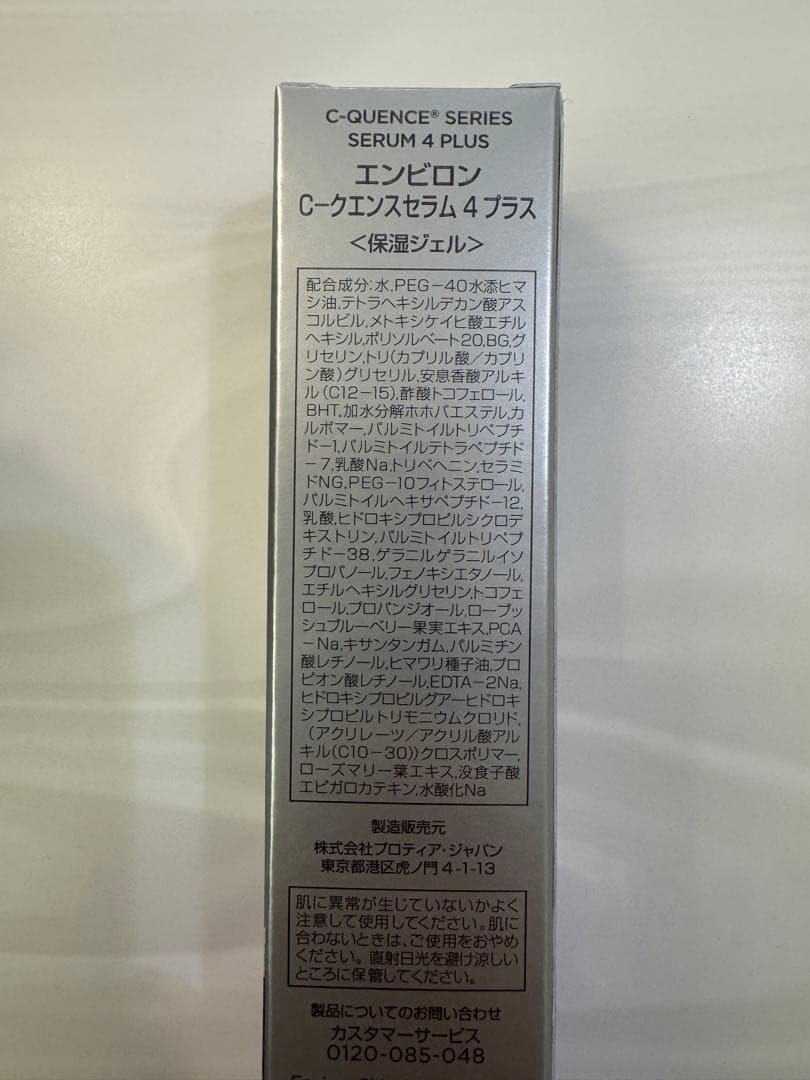 C-QUENCE® SERIES
SERUM 4 PLUS
エンビロン
C-クエンスセラム 4 プラス
＜保湿ジェル＞
配合成分：水,PEG-40水添ヒマ
シ油,テトラヘキシルデカン酸アス
コルビル,メトキシケイヒ酸エチル
ヘキシル,ポリソルベート20,BG,グ
リセリン,トリ(カプリル酸／カプリ
ン酸)グリセリル,安息香酸アルキ
ル(C12-15),酢酸トコフェロール,
BHT,加水分解ホホバエステル,カ
ルボマー,パルミトイルトリペプチ
ド-1,パルミトイルテトラペプチド
-7,乳酸Na,トリベヘニン,セラミ
ドNG,PEG-10フィトステロール,
パルミトイルヘキサペプチド-12,
乳酸,ヒドロキシプロピルシクロデ
キストリン,パルミトイルトリペプ
チド-38,ゲラニルゲラニルイソ
プロパノール,フェノキシエタノール,
エチルヘキシルグリセリン,トコフェ
ロール,プロパンジオール,ローブッ
シュブルーベリー果実エキス,PCA
-Na,キサンタンガム,パルミチン
酸レチノール,ヒマワリ種子油,プロ
ピオン酸レチノール,EDTA-2Na,
ヒドロキシプロピルグアーヒドロキ
シプロピルトリモニウムクロリド,
(アクリレーツ／アクリル酸アル
キル(C10-30))クロスポリマー,
ローズマリー葉エキス,没食子酸
エピガロカテキン,水酸化Na
製造販売元
株式会社プロティア・ジャパン
東京都港区虎ノ門 4-1-13
肌に異常が生じていないかよく
注意して使用してください。肌に
合わないときは、ご使用をおやめ
ください。直射日光を避け涼しい
ところに保管してください。
製品についてのお問い合わせ
カスタマーサービス
0120-085-048